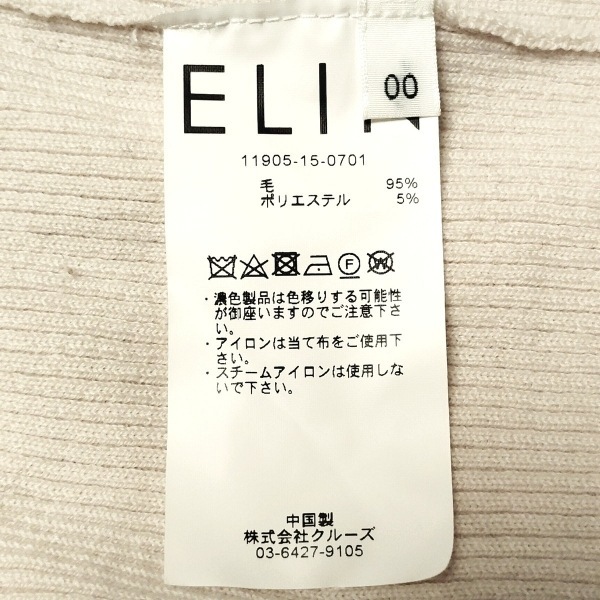 00
11905-15-0701
毛 95%
ポリエステル 5%
F
W
・濃色製品は色移りする可能性
が御座いますのでご注意下さ
い。
・アイロンは当て布をご使用下
さい。
・スチームアイロンは使用しな
いで下さい。
中国製
株式会社クルーズ
03-6427-9105